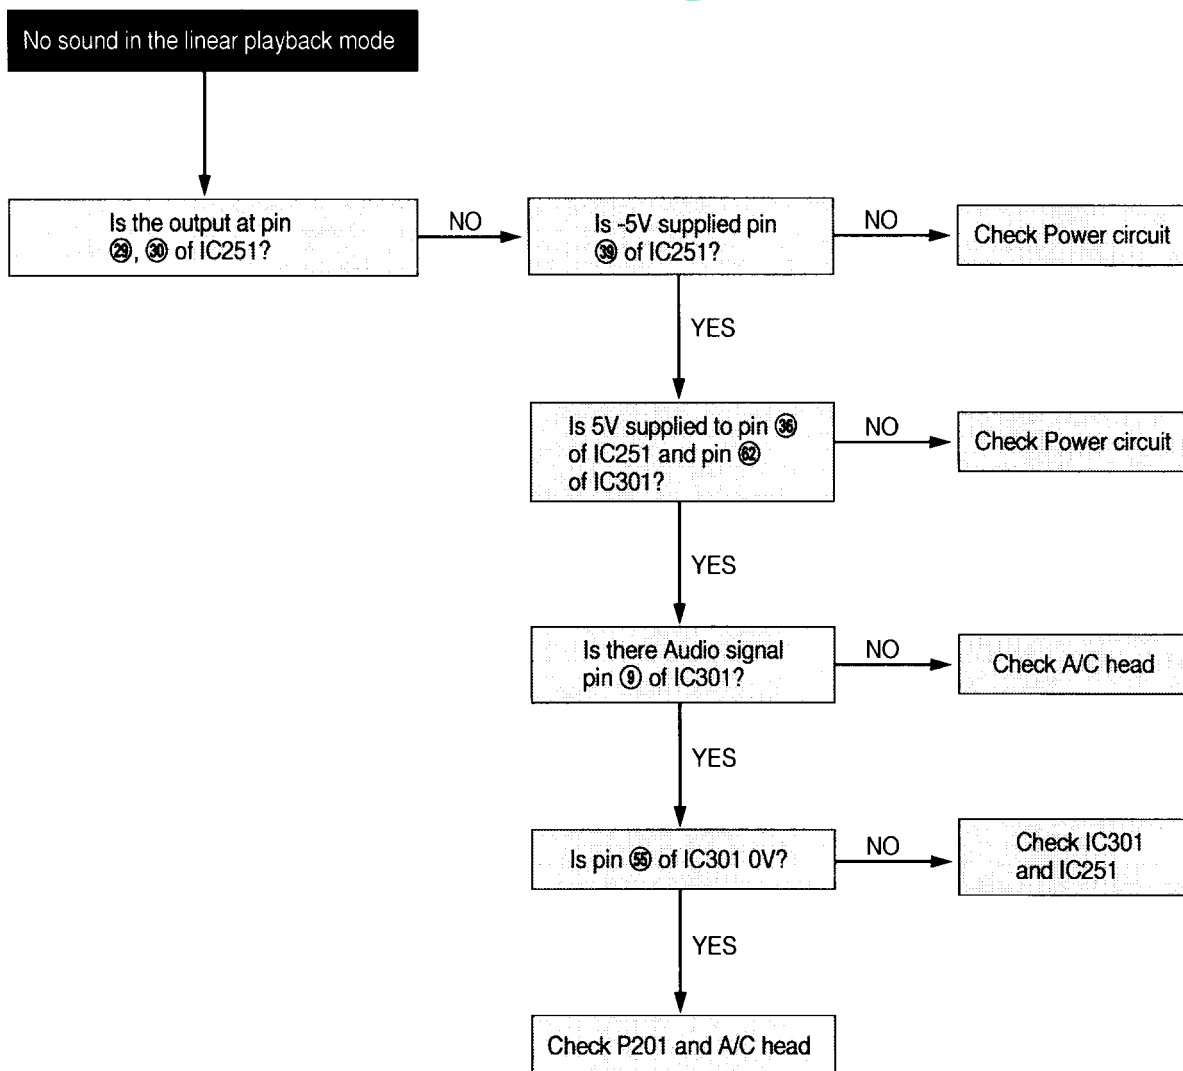 No sound in the linear playback mode
Is the output at pin
㉙, ㉚ of IC251?
NO
Is -5V supplied pin
㊴ of IC251?
NO
Check Power circuit
YES
Is 5V supplied to pin ㊱
of IC251 and pin 62
of IC301?
NO
Check Power circuit
YES
Is there Audio signal
pin ⑨ of IC301?
NO
Check A/C head
YES
Is pin 55 of IC301 0V?
NO
Check IC301
and IC251
YES
Check P201 and A/C head